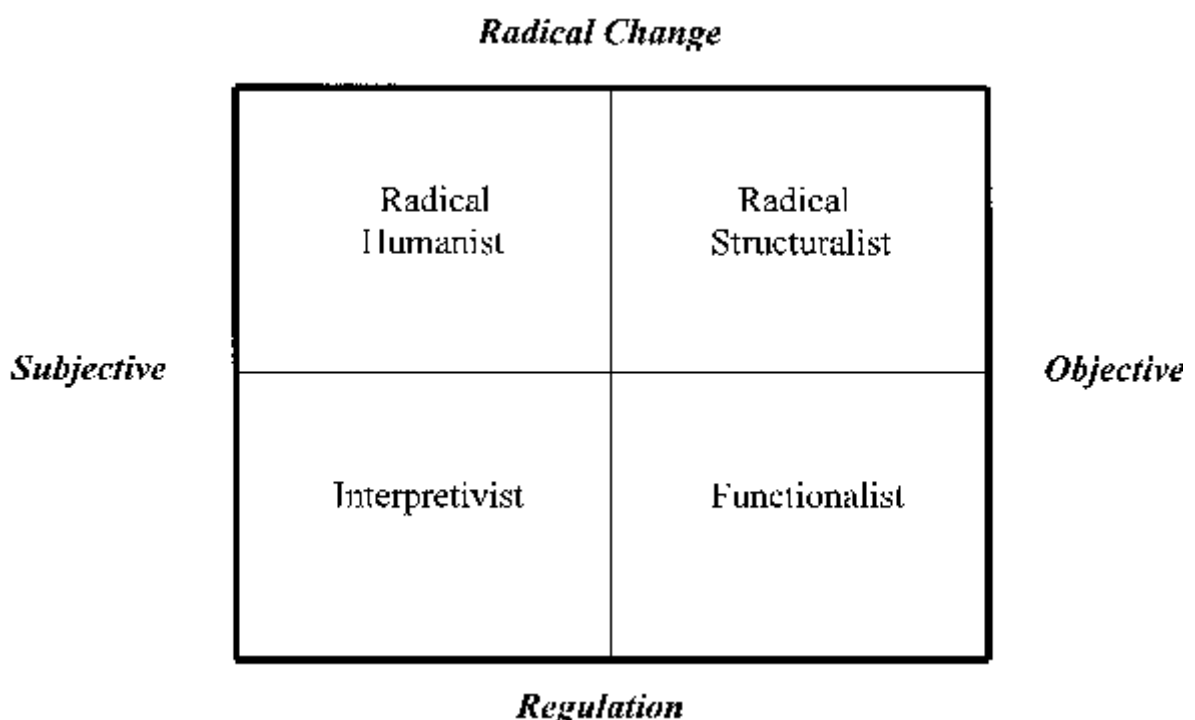 Radical Change
Radical
Humanist
Radical
Structuralist
Subjective
Objective
Interpretivist
Functionalist
Regulation